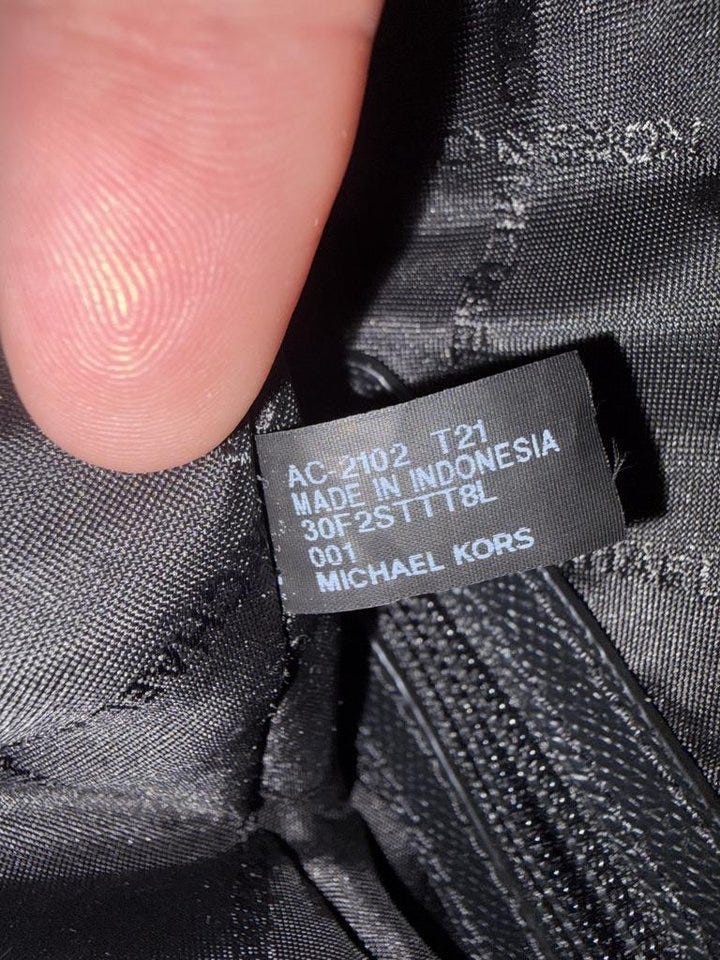 AC-2102 T21
MADE IN INDONESIA
30F2STTT8L
001
MICHAEL KORS